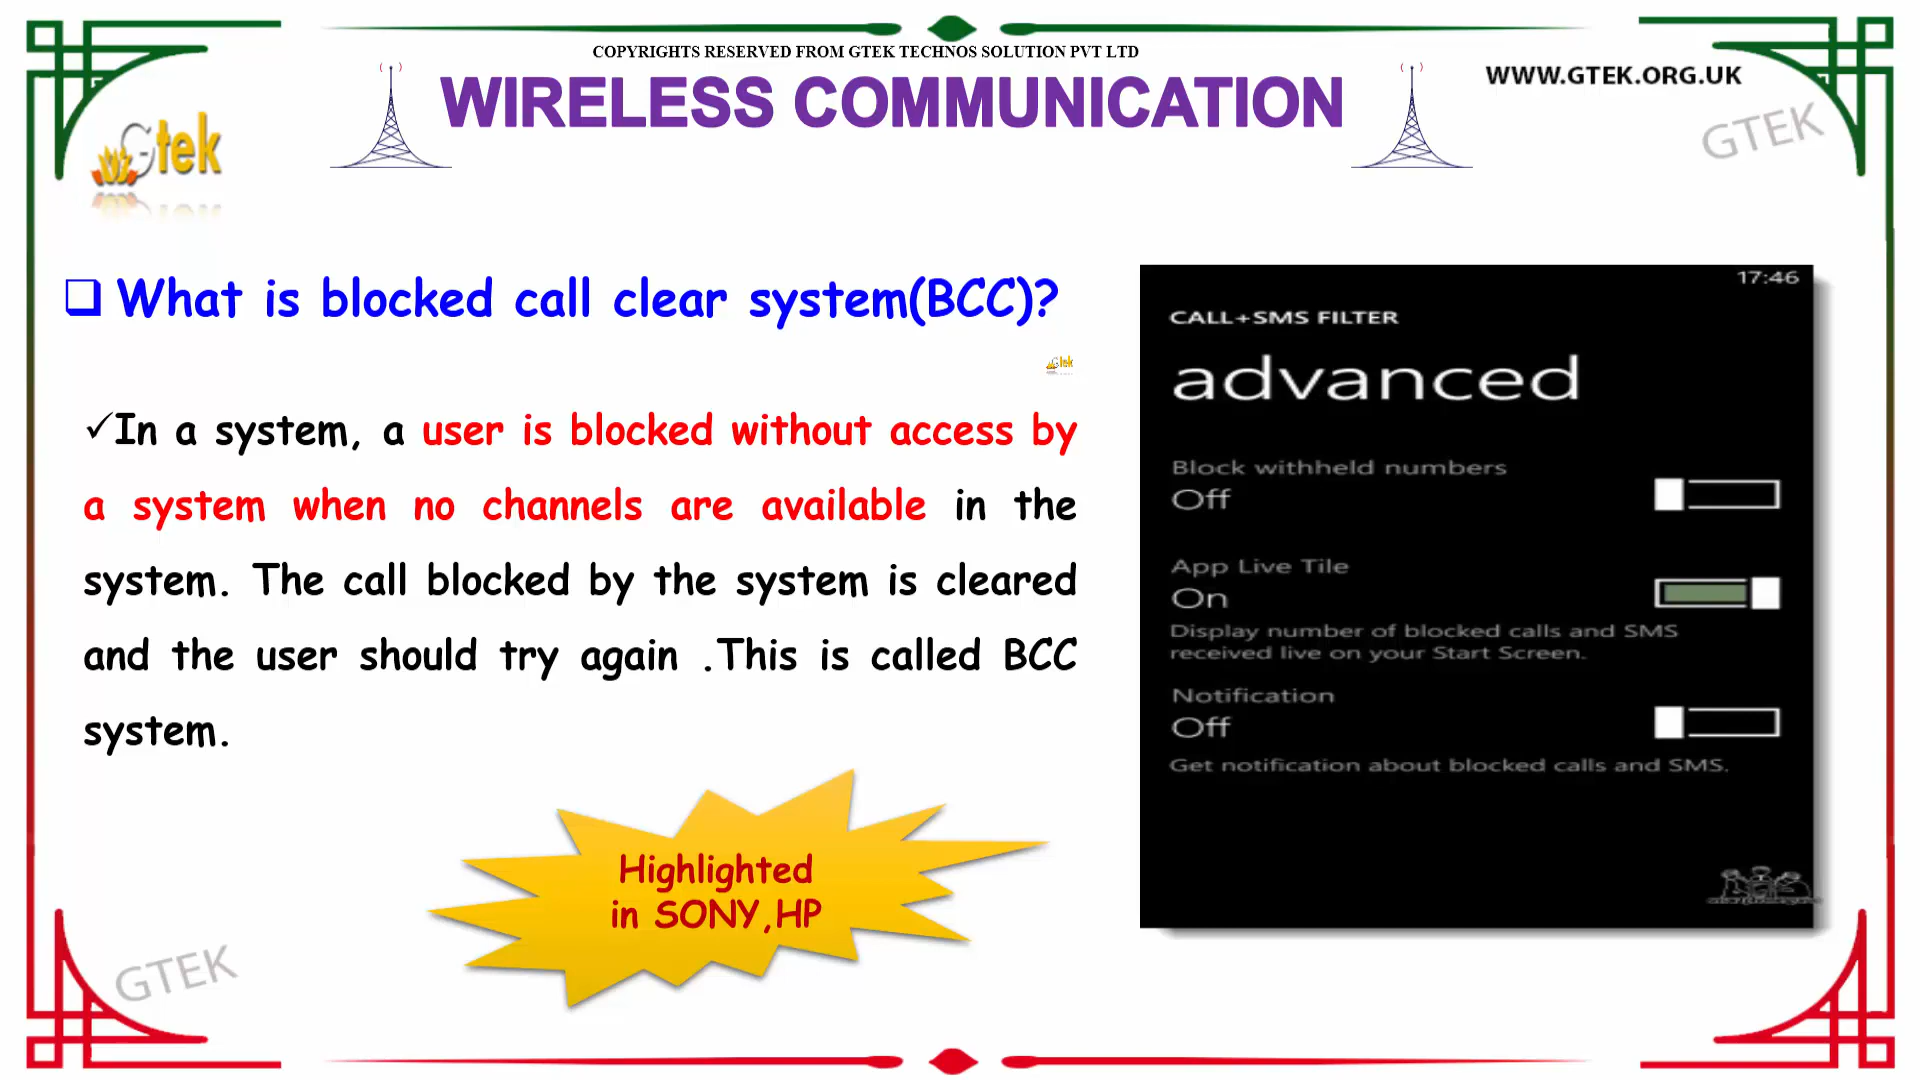 COPYRIGHTS RESERVED FROM GTEK TECHNOS SOLUTION PVT LTD
WIRELESS COMMUNICATION
WWW.GTEK.ORG.UK
GTEK
Gtek
What is blocked call clear system(BCC)?
Gtek
✓In a system, a user is blocked without access by
a system when no channels are available in the
system. The call blocked by the system is cleared
and the user should try again .This is called BCC
system.
Highlighted
in SONY,HP
17:46
CALL+SMS FILTER
advanced
Block withheld numbers
Off
App Live Tile
On
Display number of blocked calls and SMS
received live on your Start Screen.
Notification
Off
Get notification about blocked calls and SMS.
GTEK